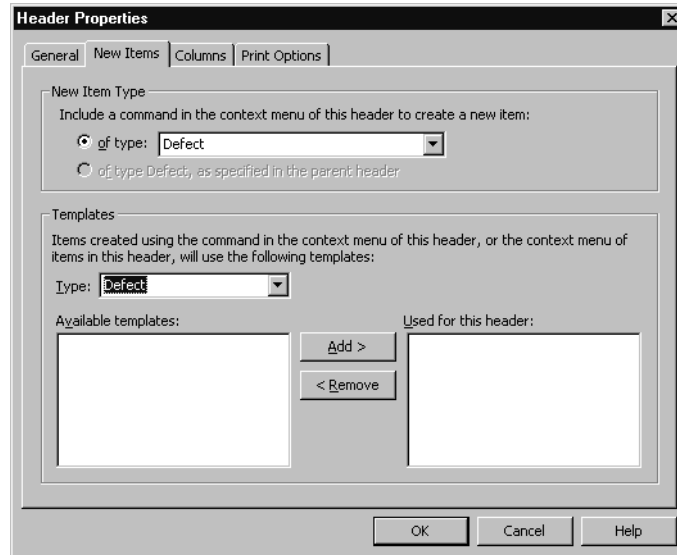 Header Properties
General New Items Columns Print Options
New Item Type
Include a command in the context menu of this header to create a new item:
of type: Defect
of type Defect, as specified in the parent header
Templates
Items created using the command in the context menu of this header, or the context menu of
items in this header, will use the following templates:
Type: Defect
Available templates: Used for this header:
Add >
< Remove
OK Cancel Help